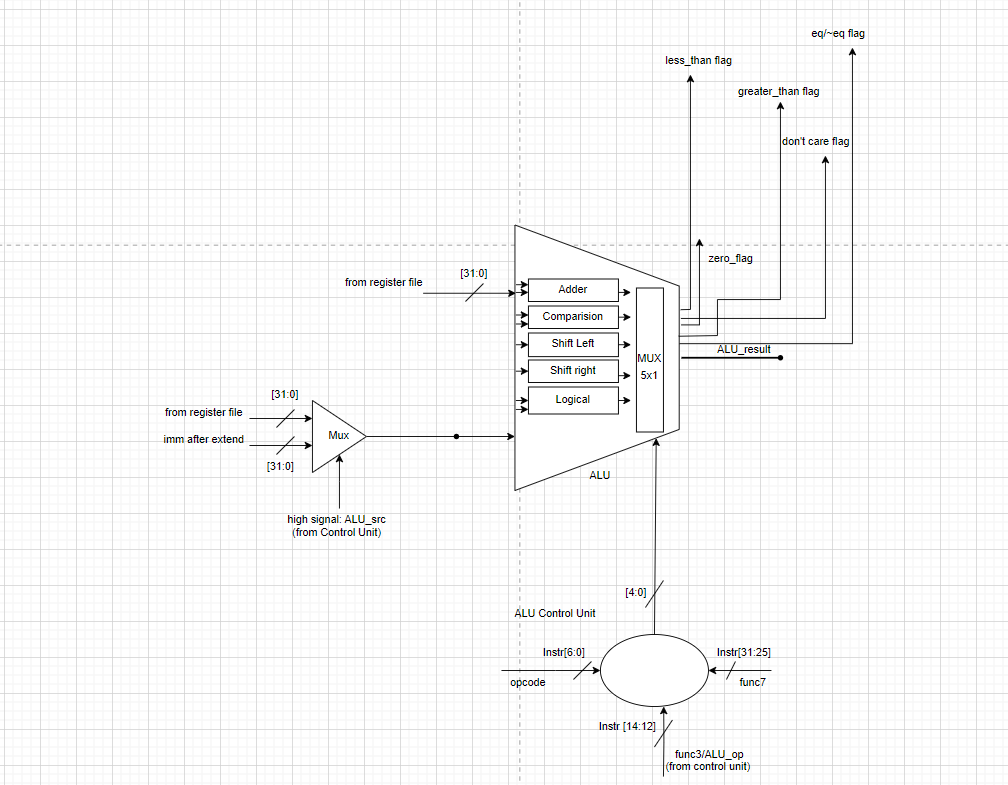 eq/~eq flag
less_than flag
greater_than flag
don't care flag
zero_flag
from register file
[31:0]
Adder
Comparision
Shift Left
Shift right
Logical
MUX
5x1
ALU_result
ALU
[31:0]
from register file
imm after extend
[31:0]
Mux
high signal: ALU_src
(from Control Unit)
[4:0]
ALU Control Unit
Instr[6:0]
opcode
Instr[31:25]
func7
Instr [14:12]
func3/ALU_op
(from control unit)